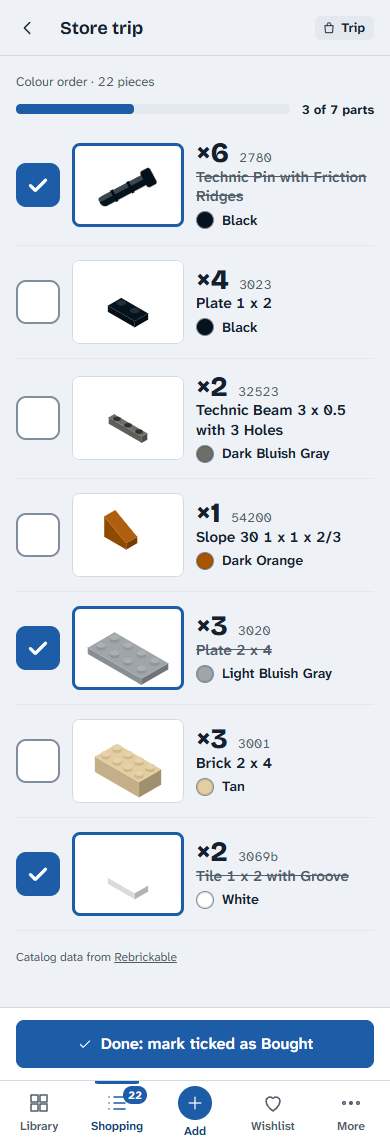 Store trip
Trip
Colour order · 22 pieces
3 of 7 parts
×6 2780
Technic Pin with Friction
Ridges
Black
×4 3023
Plate 1 x 2
Black
×2 32523
Technic Beam 3 x 0.5
with 3 Holes
Dark Bluish Gray
×1 54200
Slope 30 1 x 1 x 2/3
Dark Orange
×3 3020
Plate 2 x 4
Light Bluish Gray
×3 3001
Brick 2 x 4
Tan
×2 3069b
Tile 1 x 2 with Groove
White
Catalog data from Rebrickable
Done: mark ticked as Bought
22
Library
Shopping
Add
Wishlist
More